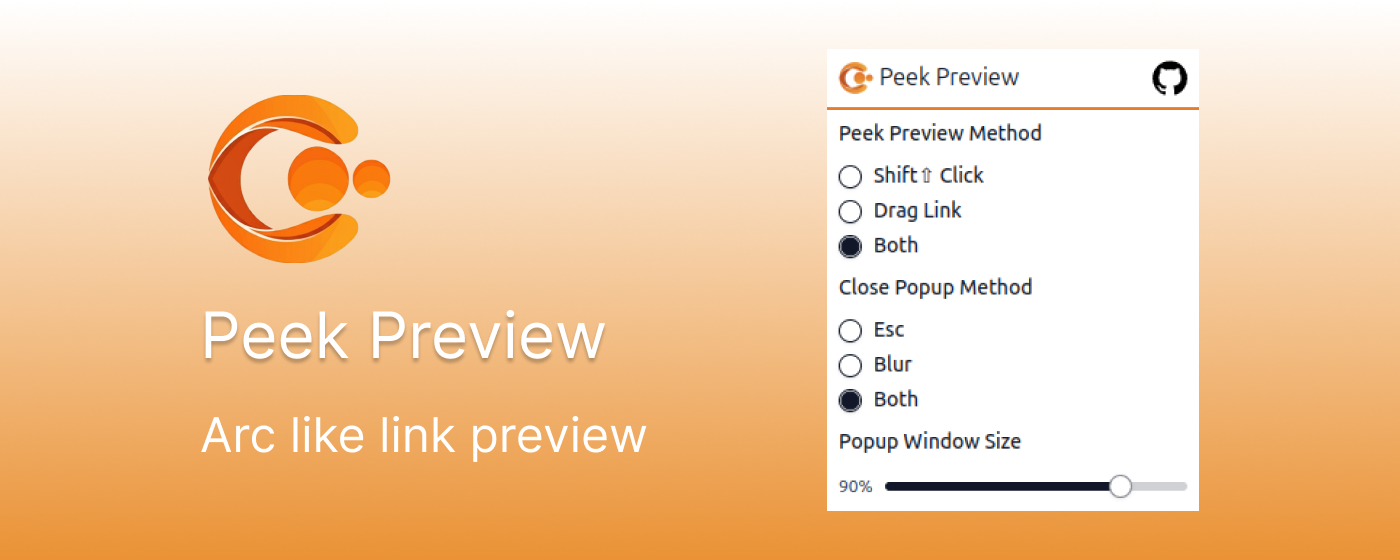 Peek Preview
Arc like link preview
Peek Preview
Peek Preview Method
Shift⇧ Click
Drag Link
Both
Close Popup Method
Esc
Blur
Both
Popup Window Size
90%